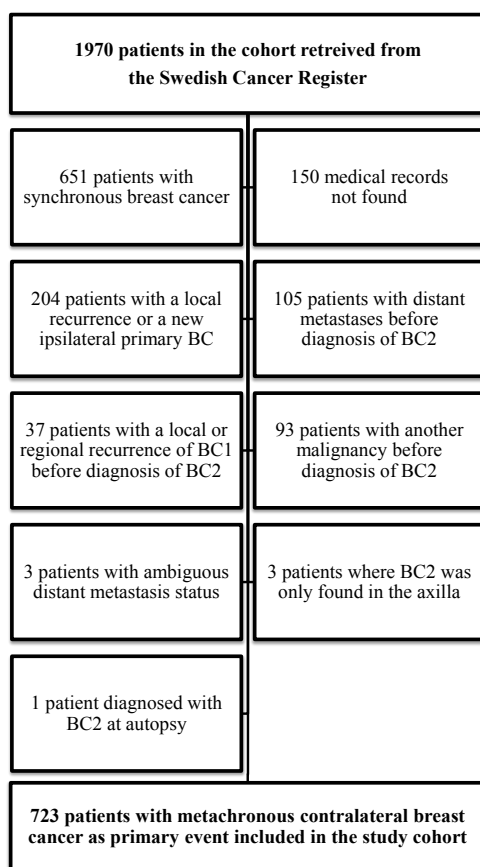 1970 patients in the cohort retreived from
the Swedish Cancer Register
651 patients with
synchronous breast cancer
150 medical records
not found
204 patients with a local
recurrence or a new
ipsilateral primary BC
105 patients with distant
metastases before
diagnosis of BC2
37 patients with a local or
regional recurrence of BC1
before diagnosis of BC2
93 patients with another
malignancy before
diagnosis of BC2
3 patients with ambiguous
distant metastasis status
3 patients where BC2 was
only found in the axilla
1 patient diagnosed with
BC2 at autopsy
723 patients with metachronous contralateral breast
cancer as primary event included in the study cohort